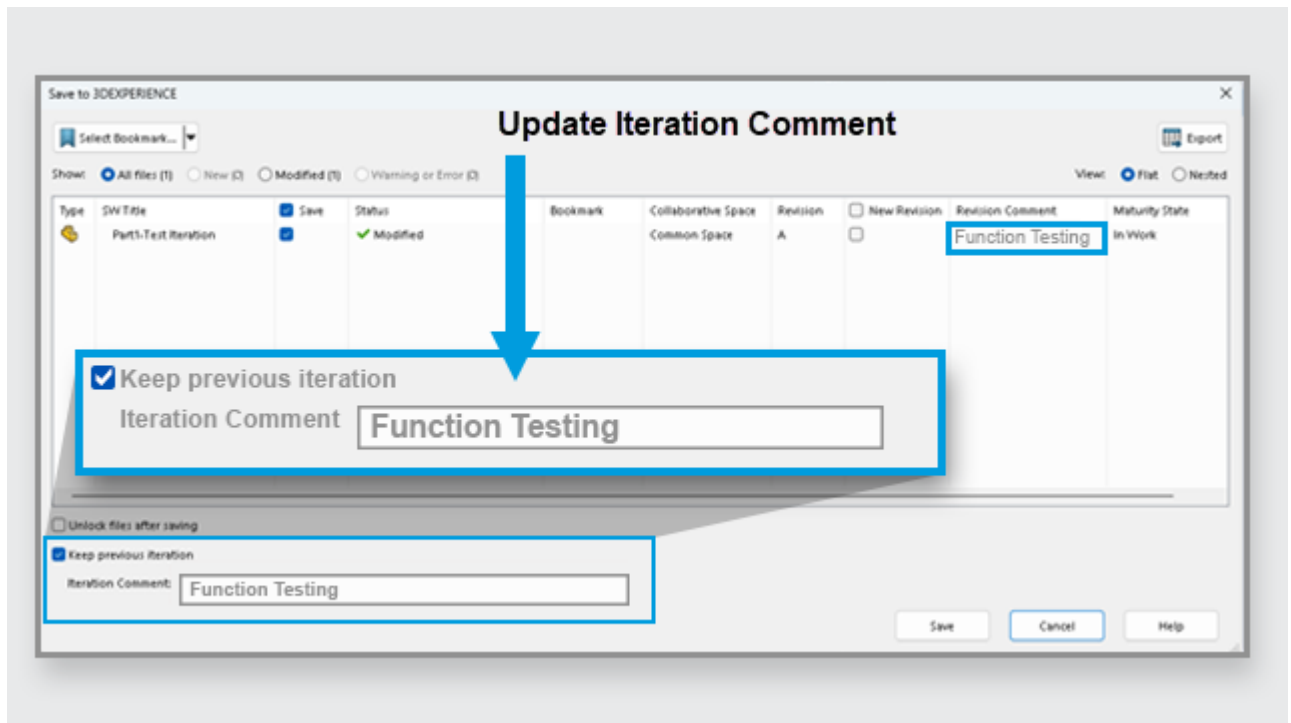 Save to 3DEXPERIENCE
Update Iteration Comment
Select Bookmark...
Export
Show: All files (1) New (0) Modified (1) Warning or Error (0) View: Flat Nested
Type SW Title Save Status Bookmark Collaborative Space Revision New Revision Revision Comment Maturity State
Part1-Test Iteration Modified Common Space A Function Testing In Work
Keep previous iteration
Iteration Comment Function Testing
Unlock files after saving
Keep previous iteration
Iteration Comment: Function Testing
Save Cancel Help